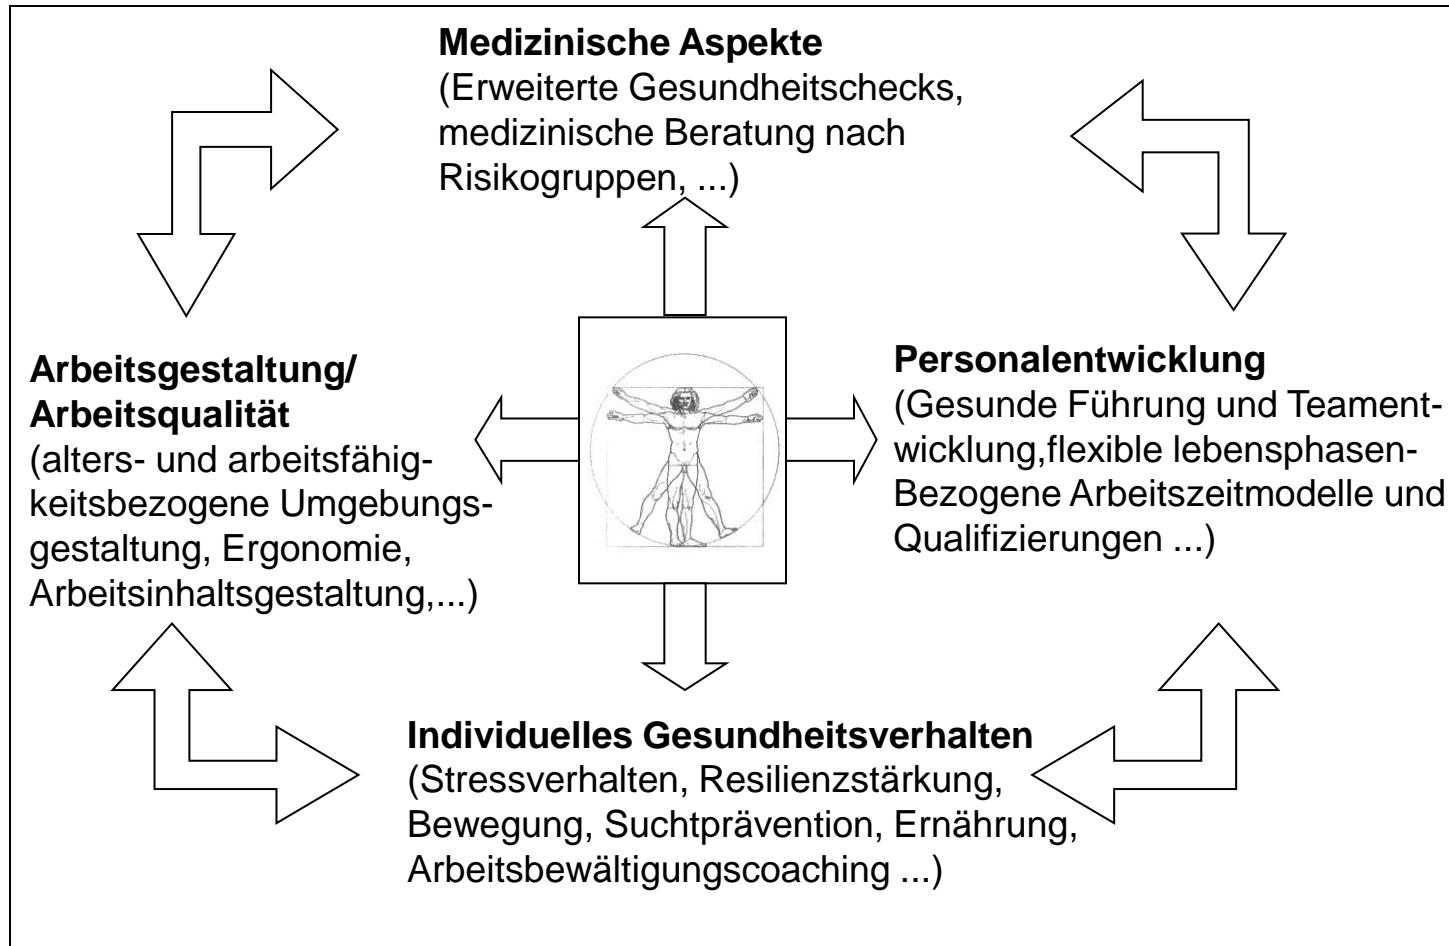 Medizinische Aspekte
(Erweiterte Gesundheitschecks,
medizinische Beratung nach
Risikogruppen, ...)
Arbeitsgestaltung/
Arbeitsqualität
(alters- und arbeitsfähig-
keitsbezogene Umgebungs-
gestaltung, Ergonomie,
Arbeitsinhaltsgestaltung,...)
Personalentwicklung
(Gesunde Führung und Teament-
wicklung,flexible lebensphasen-
Bezogene Arbeitszeitmodelle und
Qualifizierungen ...)
Individuelles Gesundheitsverhalten
(Stressverhalten, Resilienzstärkung,
Bewegung, Suchtprävention, Ernährung,
Arbeitsbewältigungscoaching ...)